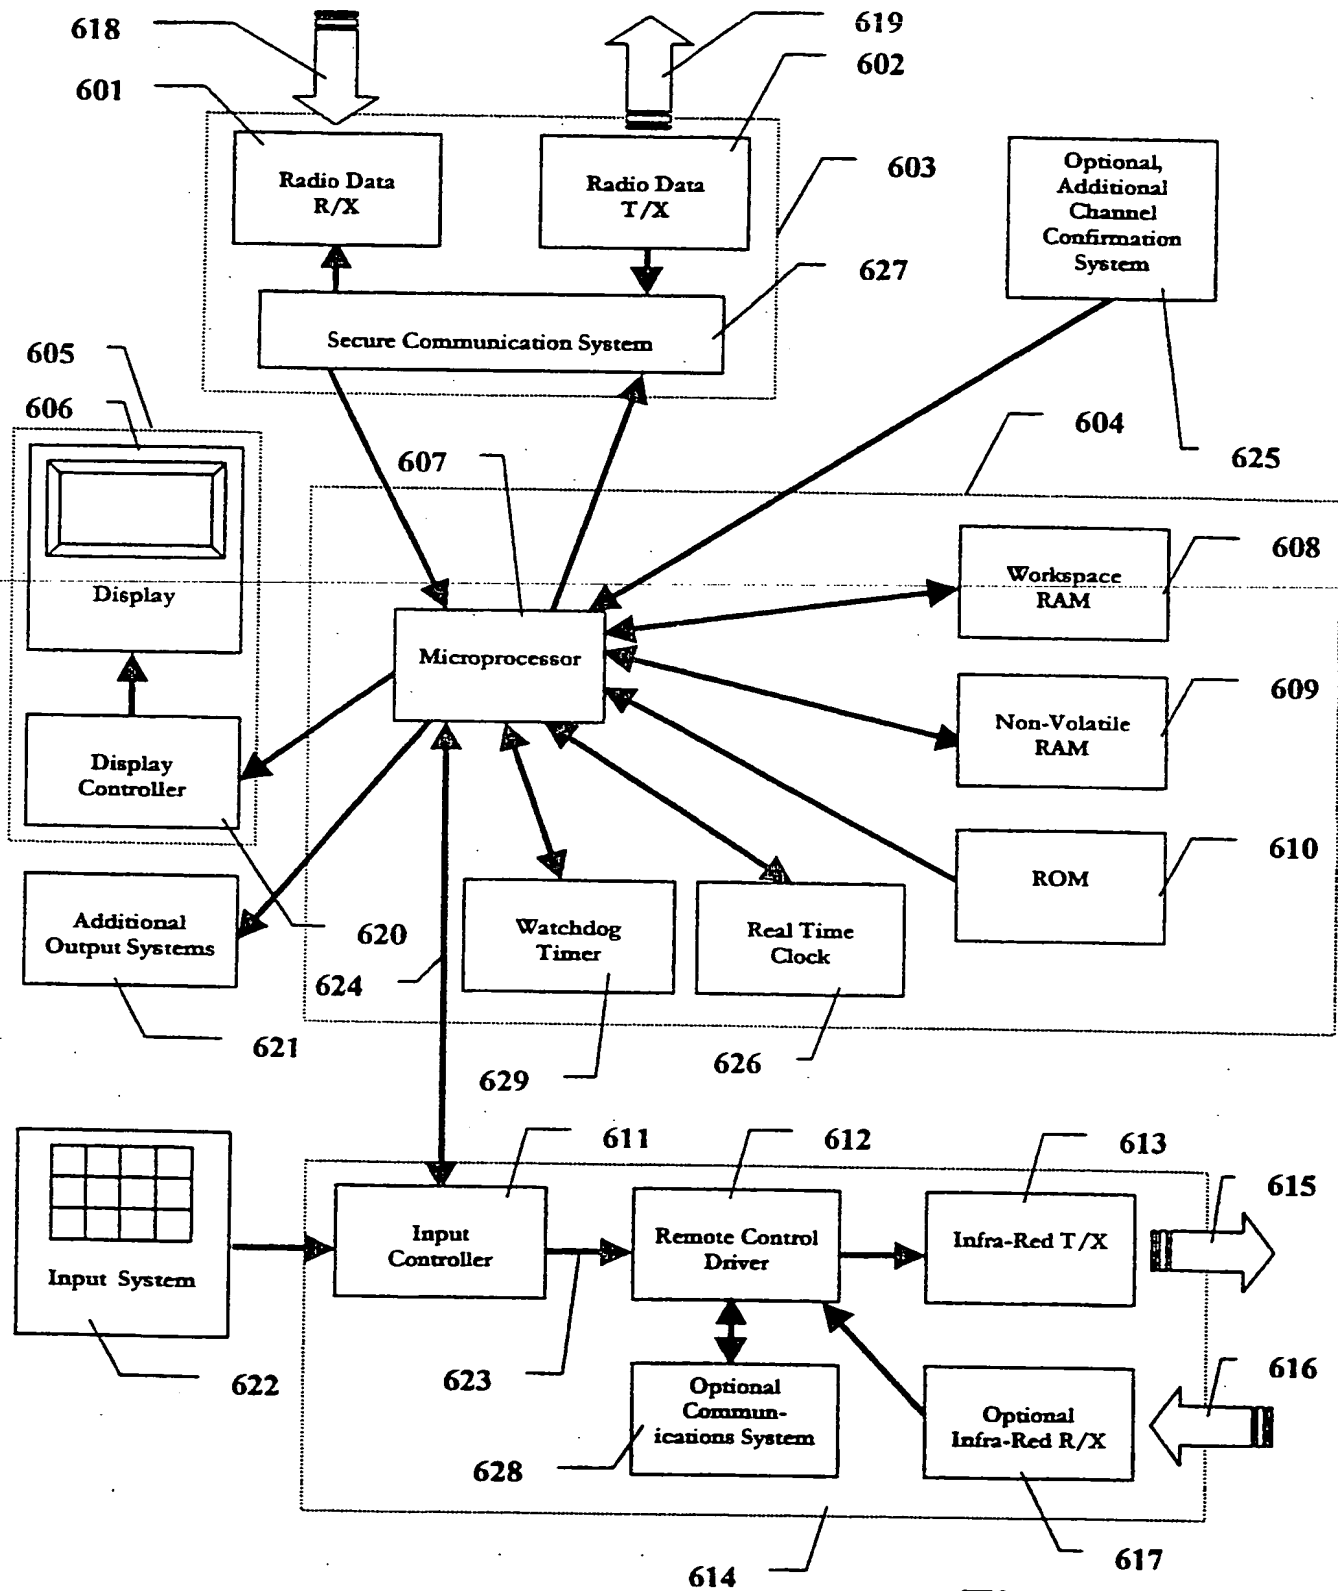 618
619
601
602
Radio Data
R/X
Radio Data
T/X
603
Optional,
Additional
Channel
Confirmation
System
627
Secure Communication System
605
606
604
607
625
608
Workspace
RAM
Display
Microprocessor
609
Non-Volatile
RAM
Display
Controller
610
ROM
Additional
Output Systems
620
624
Watchdog
Timer
Real Time
Clock
621
629
626
611
612
613
615
Input
Controller
Remote Control
Driver
Infra-Red T/X
Input System
622
623
616
Optional
Commun-
ications System
Optional
Infra-Red R/X
628
614
617